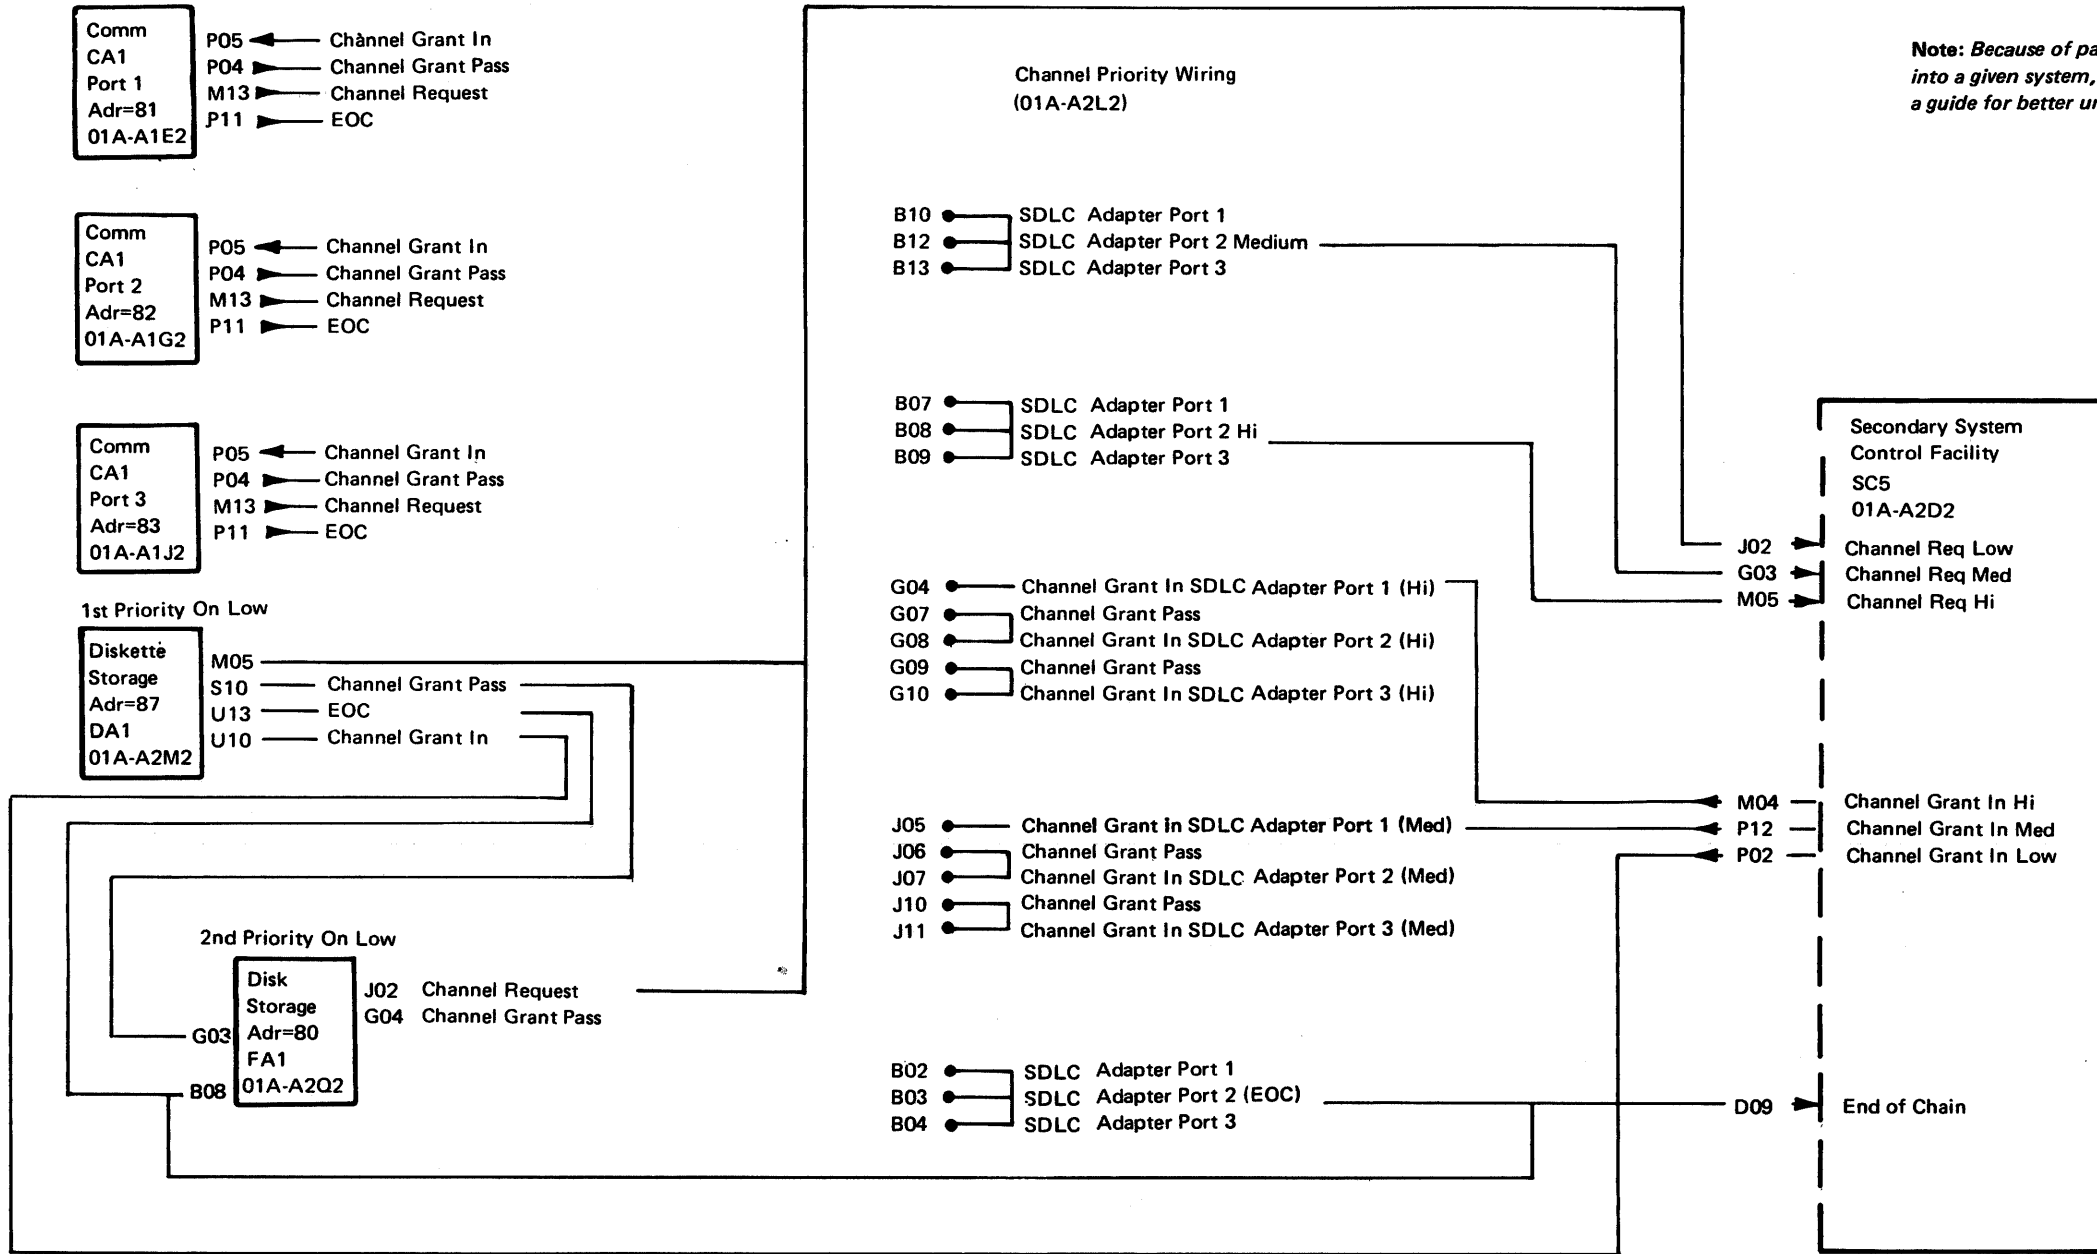 Comm
CA1
Port 1
Adr=81
01A-A1E2
P05 Channel Grant In
P04 Channel Grant Pass
M13 Channel Request
P11 EOC
Comm
CA1
Port 2
Adr=82
01A-A1G2
P05 Channel Grant In
P04 Channel Grant Pass
M13 Channel Request
P11 EOC
Comm
CA1
Port 3
Adr=83
01A-A1J2
P05 Channel Grant In
P04 Channel Grant Pass
M13 Channel Request
P11 EOC
1st Priority On Low
Diskette
Storage
Adr=87
DA1
01A-A2M2
M05
S10 Channel Grant Pass
U13 EOC
U10 Channel Grant In
2nd Priority On Low
Disk
Storage
Adr=80
FA1
01A-A2Q2
G03
B08
J02 Channel Request
G04 Channel Grant Pass
Channel Priority Wiring
(01A-A2L2)
B10 SDLC Adapter Port 1
B12 SDLC Adapter Port 2 Medium
B13 SDLC Adapter Port 3
B07 SDLC Adapter Port 1
B08 SDLC Adapter Port 2 Hi
B09 SDLC Adapter Port 3
G04 Channel Grant In SDLC Adapter Port 1 (Hi)
G07 Channel Grant Pass
G08 Channel Grant In SDLC Adapter Port 2 (Hi)
G09 Channel Grant Pass
G10 Channel Grant In SDLC Adapter Port 3 (Hi)
J05 Channel Grant in SDLC Adapter Port 1 (Med)
J06 Channel Grant Pass
J07 Channel Grant In SDLC Adapter Port 2 (Med)
J10 Channel Grant Pass
J11 Channel Grant In SDLC Adapter Port 3 (Med)
B02 SDLC Adapter Port 1
B03 SDLC Adapter Port 2 (EOC)
B04 SDLC Adapter Port 3
Note: Because of pa
into a given system,
a guide for better un
Secondary System
Control Facility
SC5
01A-A2D2
J02 Channel Req Low
G03 Channel Req Med
M05 Channel Req Hi
M04 Channel Grant In Hi
P12 Channel Grant In Med
P02 Channel Grant In Low
D09 End of Chain